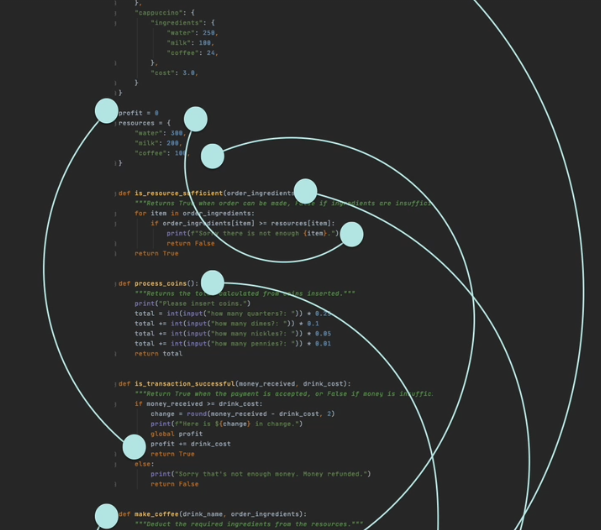 },
"cappuccino": {
"ingredients": {
"water": 250,
"milk": 100,
"coffee": 24,
},
"cost": 3.0,
}
}
profit = 0
resources = {
"water": 300,
"milk": 200,
"coffee":
}
def is_resource_sufficient(order_ingredients
"""Returns True when order can be made, if ingredients are insuffic
for item in order_ingredients:
if order_ingredients[item] >= resources[item]:
print(f"Sorry there is not enough {item}.")
return False
return True
def process_coins():
"""Returns the calculated from coins inserted."""
print("Please insert coins.")
total = int(input("how many quarters?: ")) *
total += int(input("how many dimes?: ")) * 0.1
total += int(input("how many nickles?: ")) * 0.05
total += int(input("how many pennies?: ")) * 0.01
return total
def is_transaction_successful(money_received, drink_cost):
"""Return True when the payment is accepted, or False if money is insuffic.
if money_received >= drink_cost:
change = round(money_received - drink_cost, 2)
print(f"Here is ${change} in change.")
global profit
profit += drink_cost
return True
else:
print("Sorry that's not enough money. Money refunded.")
return False
def make_coffee(drink_name, order_ingredients):
"""Deduct the required ingredients from the resources."""